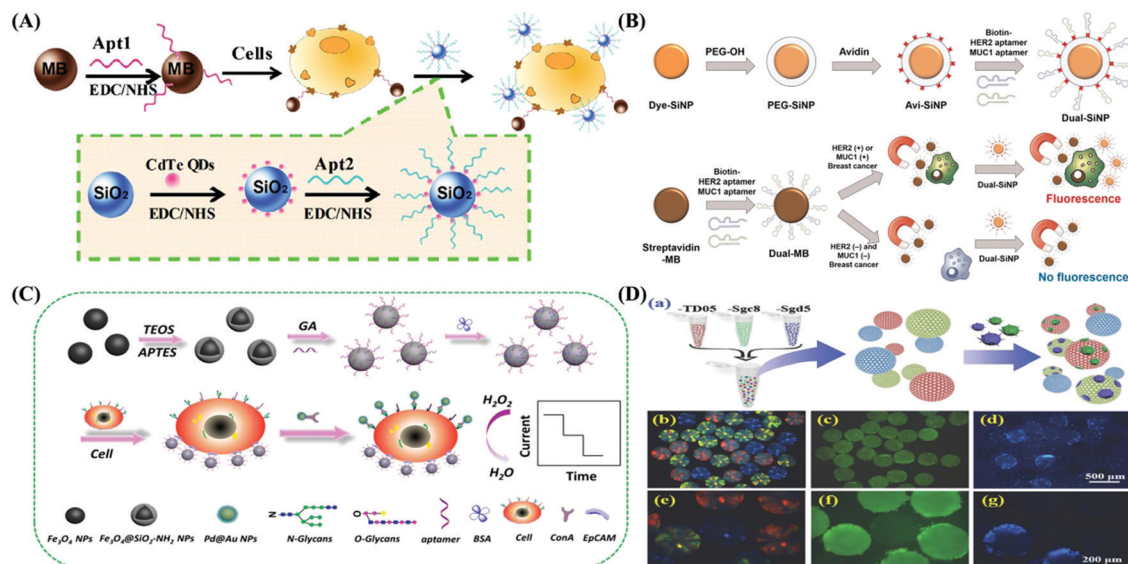 (A)
Apt1
MB
EDC/NHS
MB
Cells
CdTe QDs
SiO2
EDC/NHS
SiO2
Apt2
EDC/NHS
SiO2
(B)
PEG-OH
Avidin
Biotin-
HER2 aptamer
MUC1 aptamer
Dye-SiNP
PEG-SiNP
Avi-SiNP
Dual-SiNP
Biotin-
HER2 aptamer
MUC1 aptamer
Streptavidin
-MB
Dual-MB
HER2 (+) or
MUC1 (+)
Breast cancer
Dual-SiNP
Fluorescence
HER2 (–) and
MUC1 (–)
Breast cancer
Dual-SiNP
No fluorescence
(C)
TEOS
APTES
GA
Cell
H2O2
H2O
Current
Time
Fe3O4 NPs
Fe3O4@SiO2-NH2 NPs
Pd@Au NPs
N
N-Glycans
O
O-Glycans
aptamer
BSA
Cell
ConA
EpCAM
(D)
(a)
-TD05
-Sgc8
-Sgd5
(b)
(c)
(d)
500 μm
(e)
(f)
(g)
200 μm